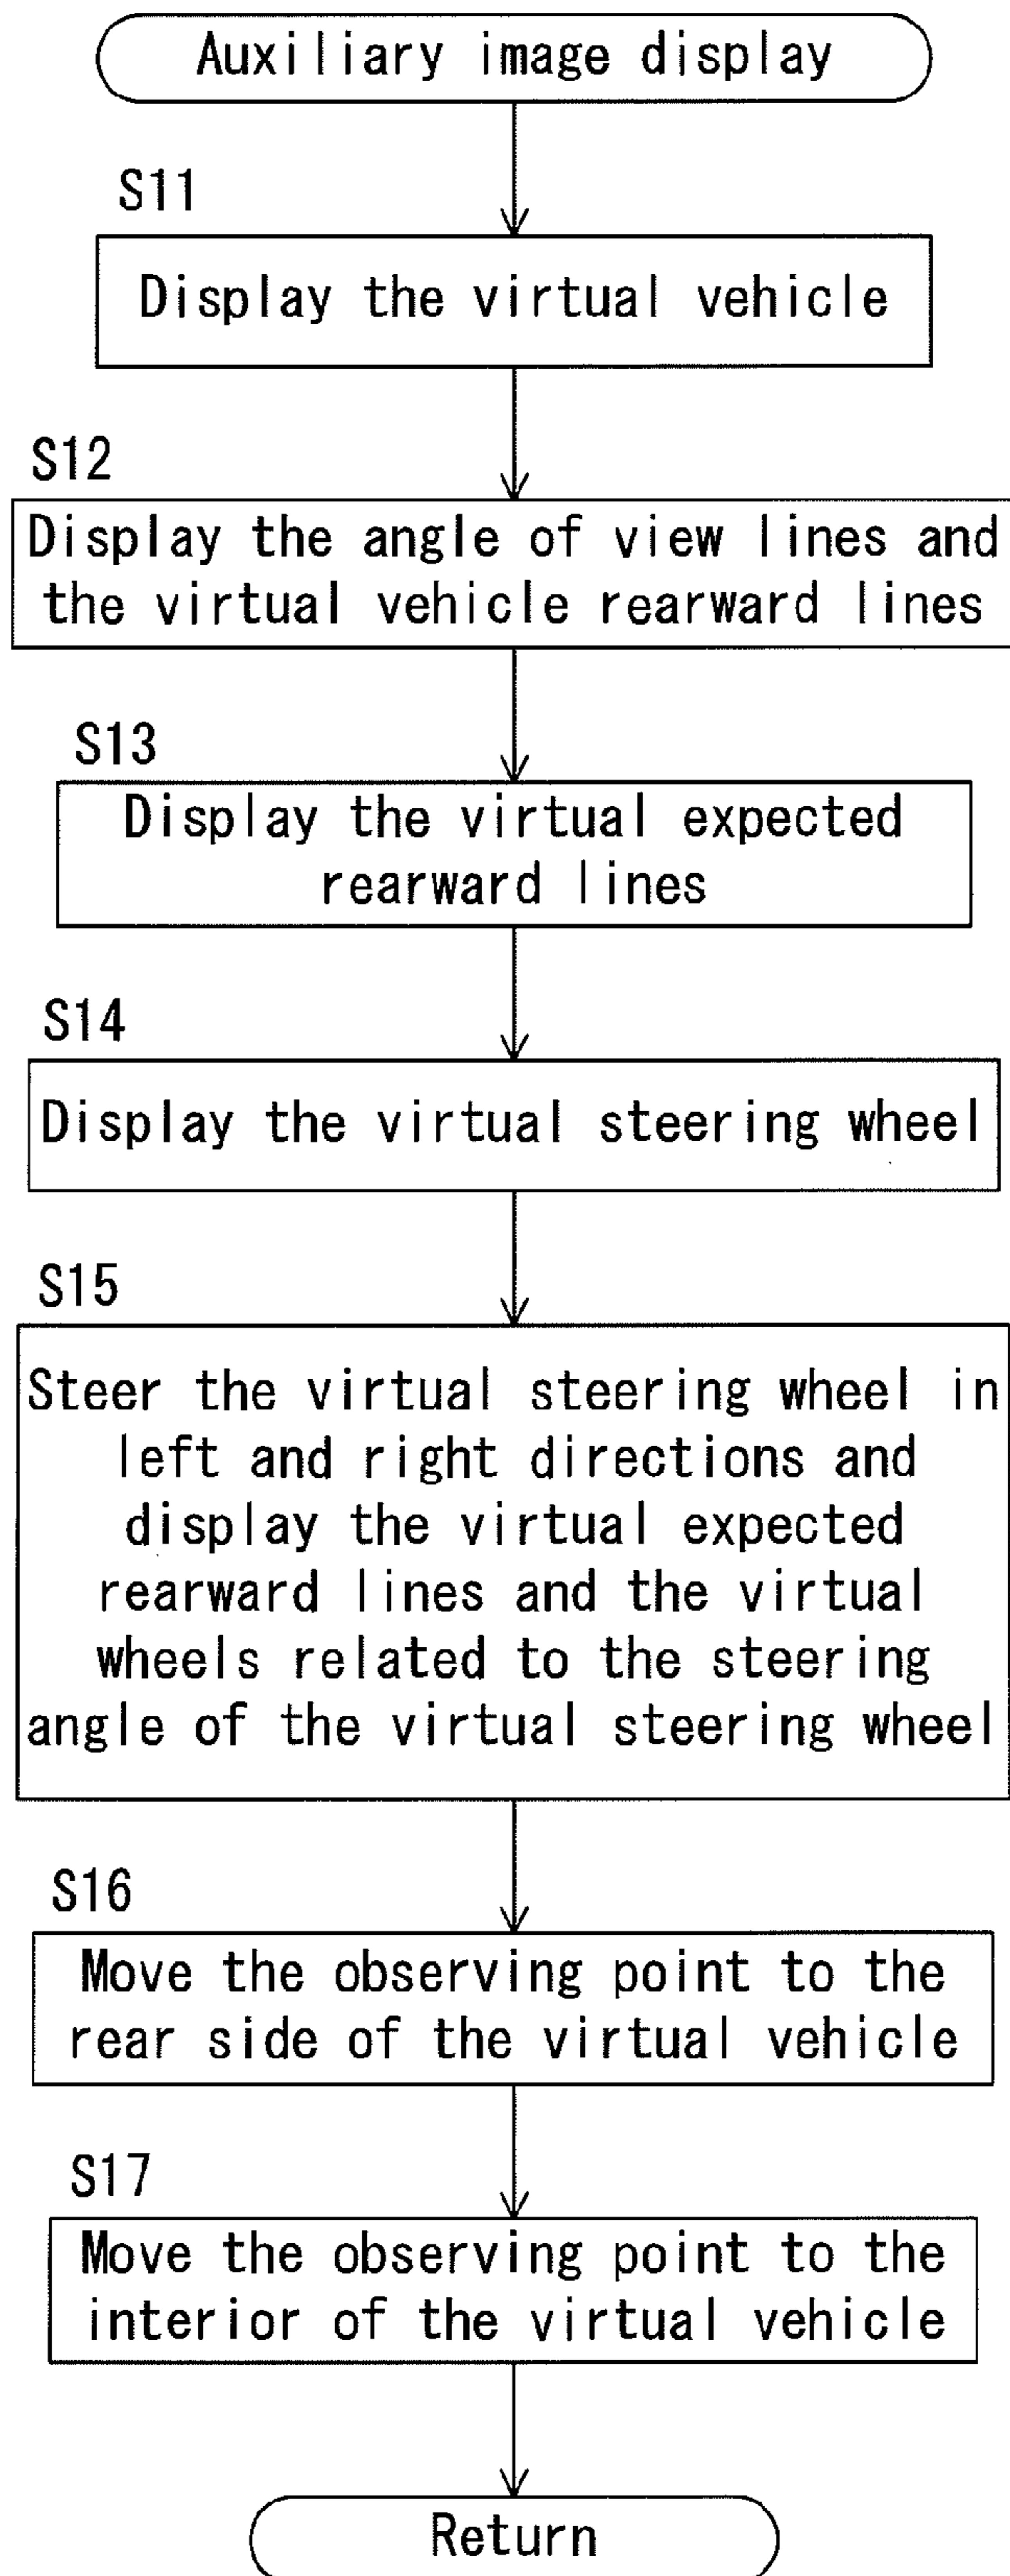 Auxiliary image display
S11
Display the virtual vehicle
S12
Display the angle of view lines and
the virtual vehicle rearward lines
S13
Display the virtual expected
rearward lines
S14
Display the virtual steering wheel
S15
Steer the virtual steering wheel in
left and right directions and
display the virtual expected
rearward lines and the virtual
wheels related to the steering
angle of the virtual steering wheel
S16
Move the observing point to the
rear side of the virtual vehicle
S17
Move the observing point to the
interior of the virtual vehicle
Return